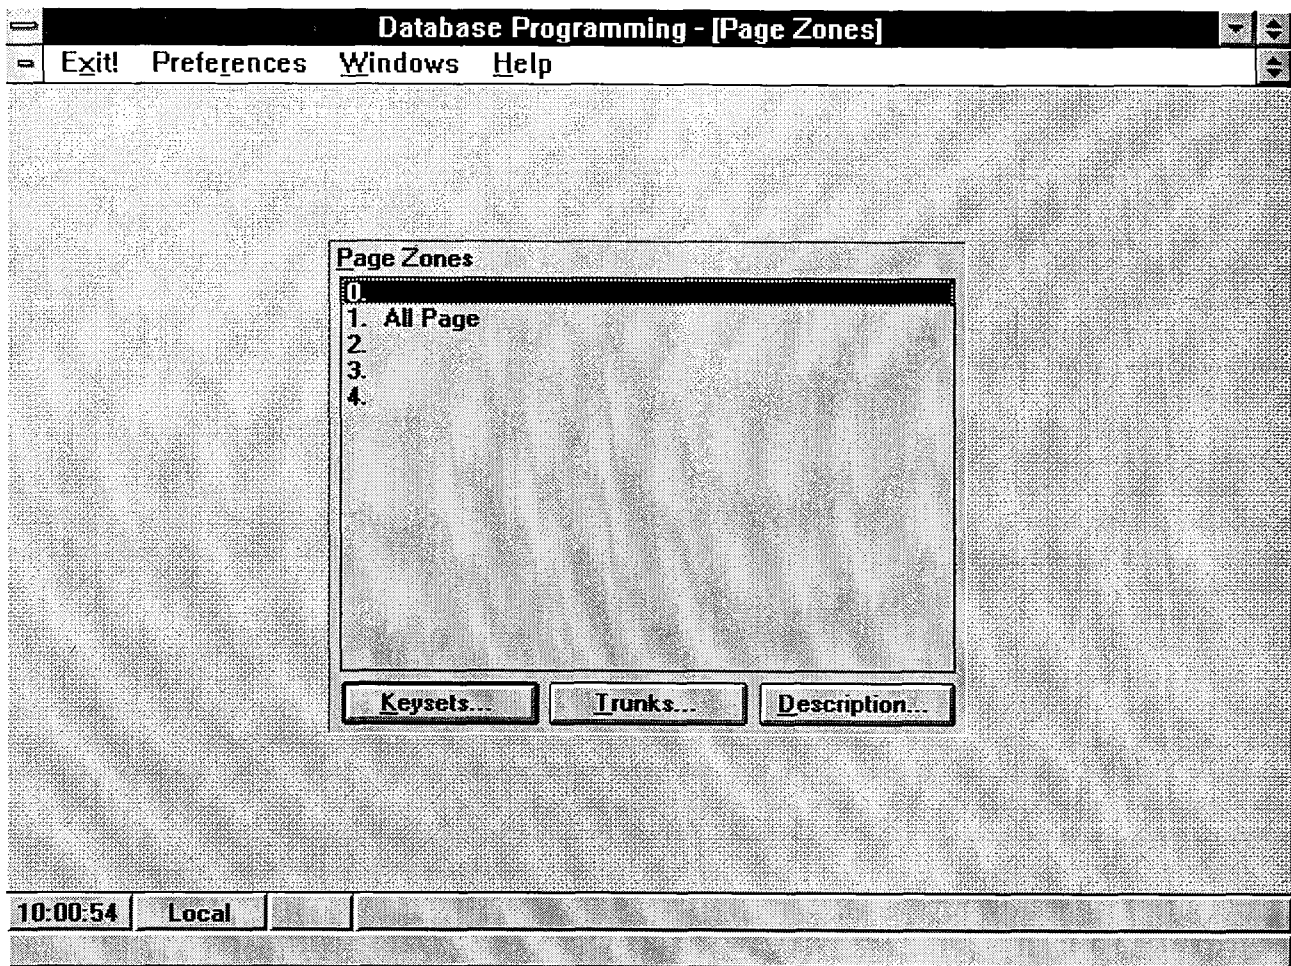 Database Programming - [Page Zones]
Exit! Preferences Windows Help
Page Zones
0.
1. All Page
2.
3.
4.
Keysets... Trunks... Description...
10:00:54 Local